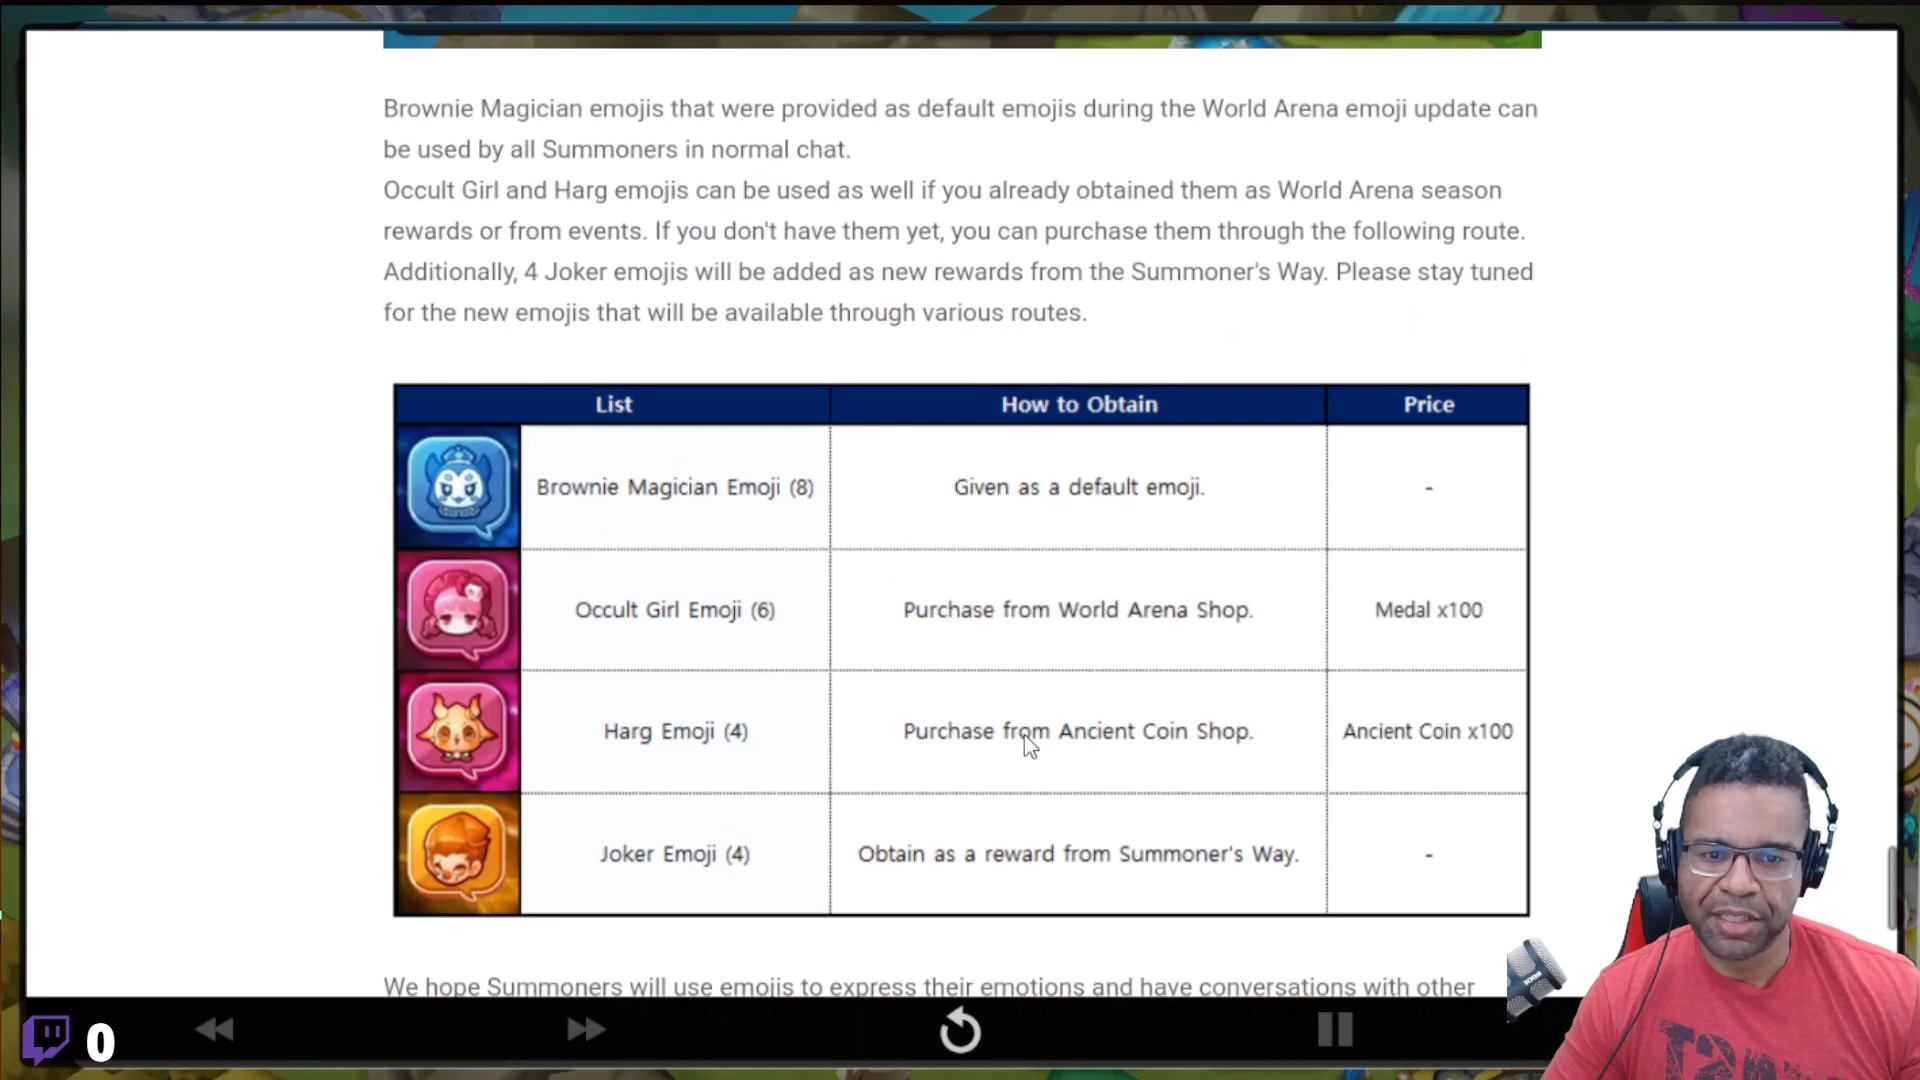 Brownie Magician emojis that were provided as default emojis during the World Arena emoji update can
be used by all Summoners in normal chat.
Occult Girl and Harg emojis can be used as well if you already obtained them as World Arena season
rewards or from events. If you don't have them yet, you can purchase them through the following route.
Additionally, 4 Joker emojis will be added as new rewards from the Summoner's Way. Please stay tuned
for the new emojis that will be available through various routes.
List How to Obtain Price
Brownie Magician Emoji (8) Given as a default emoji. -
Occult Girl Emoji (6) Purchase from World Arena Shop. Medal x100
Harg Emoji (4) Purchase from Ancient Coin Shop. Ancient Coin x100
Joker Emoji (4) Obtain as a reward from Summoner's Way. -
We hope Summoners will use emojis to express their emotions and have conversations with other
0